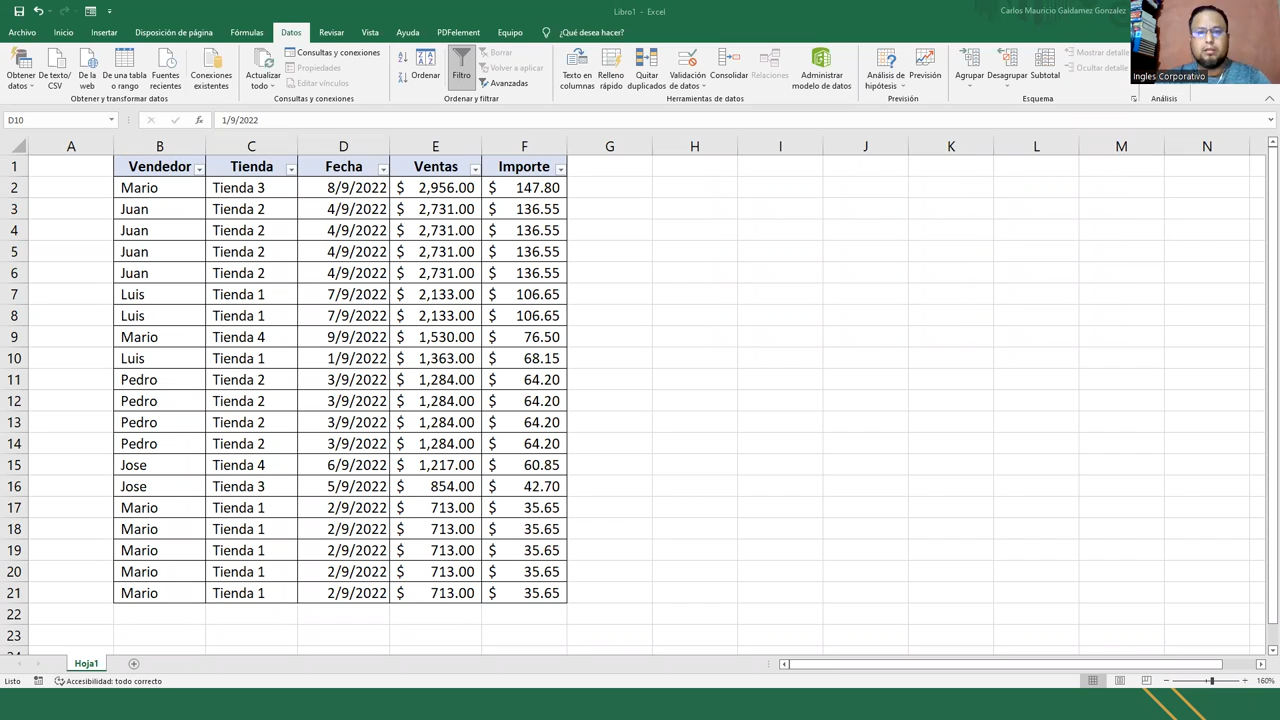 Libro1 - Excel
Carlos Mauricio Galdamez Gonzalez
Archivo Inicio Insertar Disposición de página Fórmulas Datos Revisar Vista Ayuda PDFelement Equipo ¿Qué desea hacer?
Obtener datos
De texto/CSV
De la web
De una tabla o rango
Fuentes recientes
Conexiones existentes
Obtener y transformar datos
Actualizar todo
Consultas y conexiones
Propiedades
Editar vínculos
Consultas y conexiones
Ordenar
Filtro
Borrar
Volver a aplicar
Avanzadas
Ordenar y filtrar
Texto en columnas
Relleno rápido
Quitar duplicados
Validación de datos
Consolidar
Relaciones
Administrar modelo de datos
Herramientas de datos
Análisis de hipótesis
Previsión
Previsión
Agrupar
Desagrupar
Subtotal
Mostrar detalle
Ocultar detalle
Esquema
Análisis
Ingles Corporativo
D10 fx 1/9/2022
A B C D E F G H I J K L M N
1 Vendedor Tienda Fecha Ventas Importe
2 Mario Tienda 3 8/9/2022 $ 2,956.00 $ 147.80
3 Juan Tienda 2 4/9/2022 $ 2,731.00 $ 136.55
4 Juan Tienda 2 4/9/2022 $ 2,731.00 $ 136.55
5 Juan Tienda 2 4/9/2022 $ 2,731.00 $ 136.55
6 Juan Tienda 2 4/9/2022 $ 2,731.00 $ 136.55
7 Luis Tienda 1 7/9/2022 $ 2,133.00 $ 106.65
8 Luis Tienda 1 7/9/2022 $ 2,133.00 $ 106.65
9 Mario Tienda 4 9/9/2022 $ 1,530.00 $ 76.50
10 Luis Tienda 1 1/9/2022 $ 1,363.00 $ 68.15
11 Pedro Tienda 2 3/9/2022 $ 1,284.00 $ 64.20
12 Pedro Tienda 2 3/9/2022 $ 1,284.00 $ 64.20
13 Pedro Tienda 2 3/9/2022 $ 1,284.00 $ 64.20
14 Pedro Tienda 2 3/9/2022 $ 1,284.00 $ 64.20
15 Jose Tienda 4 6/9/2022 $ 1,217.00 $ 60.85
16 Jose Tienda 3 5/9/2022 $ 854.00 $ 42.70
17 Mario Tienda 1 2/9/2022 $ 713.00 $ 35.65
18 Mario Tienda 1 2/9/2022 $ 713.00 $ 35.65
19 Mario Tienda 1 2/9/2022 $ 713.00 $ 35.65
20 Mario Tienda 1 2/9/2022 $ 713.00 $ 35.65
21 Mario Tienda 1 2/9/2022 $ 713.00 $ 35.65
22
23
24
Hoja1
Listo Accesibilidad: todo correcto 160%